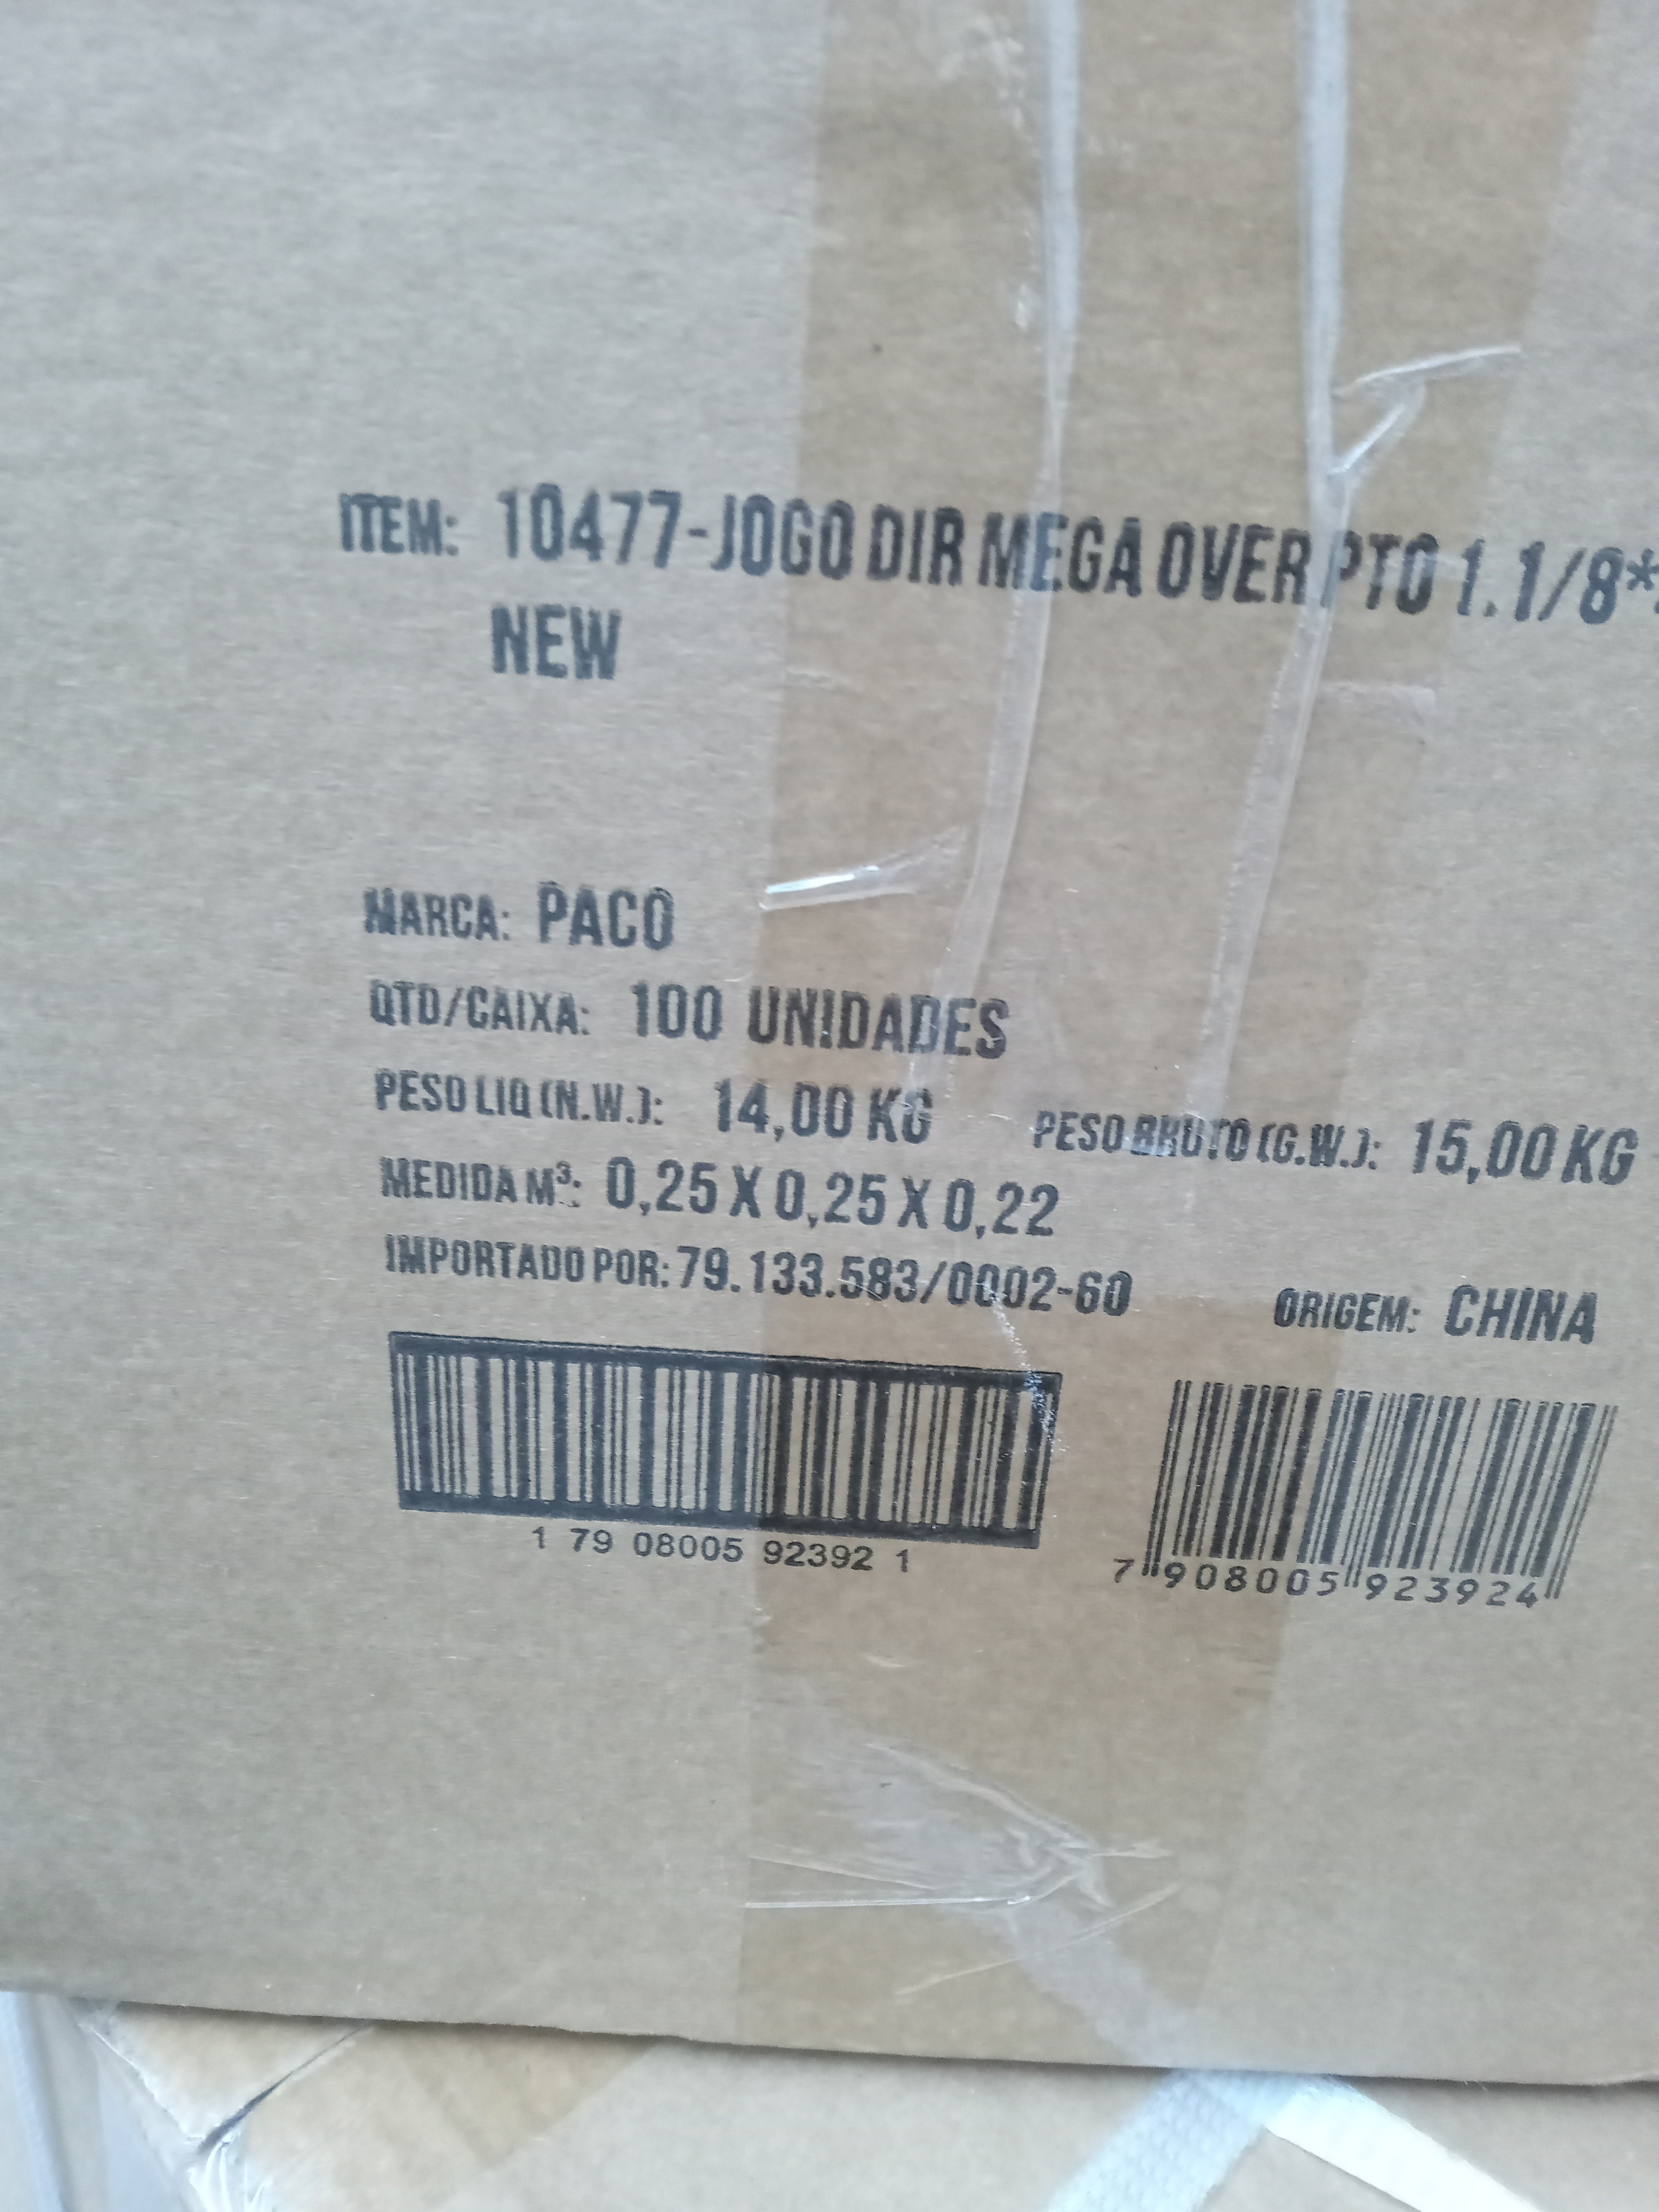 ITEM: 10477-JOGO DIR MEGA OVER PTO 1.1/8*
NEW
MARCA: PACO
QTD/CAIXA: 100 UNIDADES
PESO LIQ (N.W.): 14,00 KG PESO BRUTO (G.W.): 15,00 KG
MEDIDA M³: 0,25 X 0,25 X 0,22
IMPORTADO POR: 79.133.583/0002-60 ORIGEM: CHINA
1 79 08005 92392 1 7 908005 923924